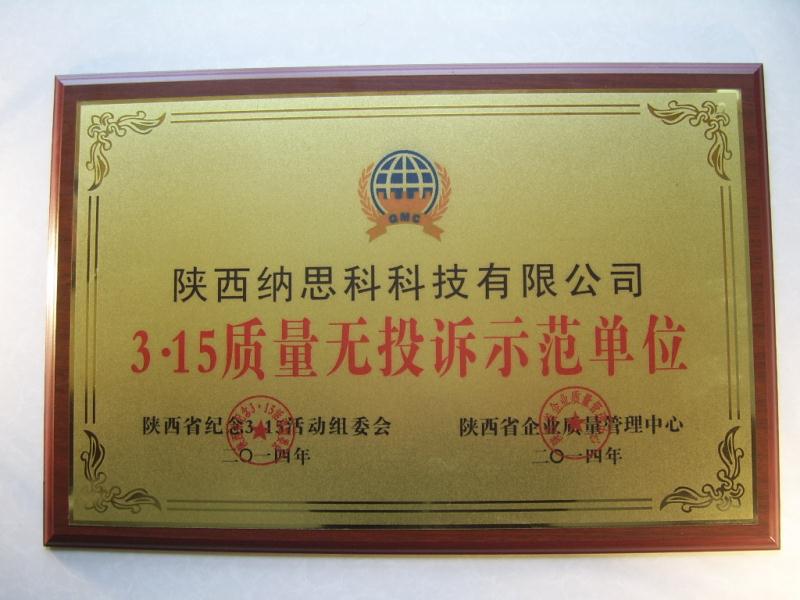 QMC
陕西纳思科科技有限公司
3·15质量无投诉示范单位
陕西省纪念3.15活动组委会
二〇一四年
陕西省企业质量管理中心
二〇一四年